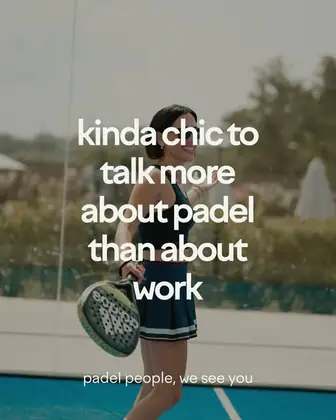 kinda chic to
talk more
about padel
than about
work
padel people, we see you